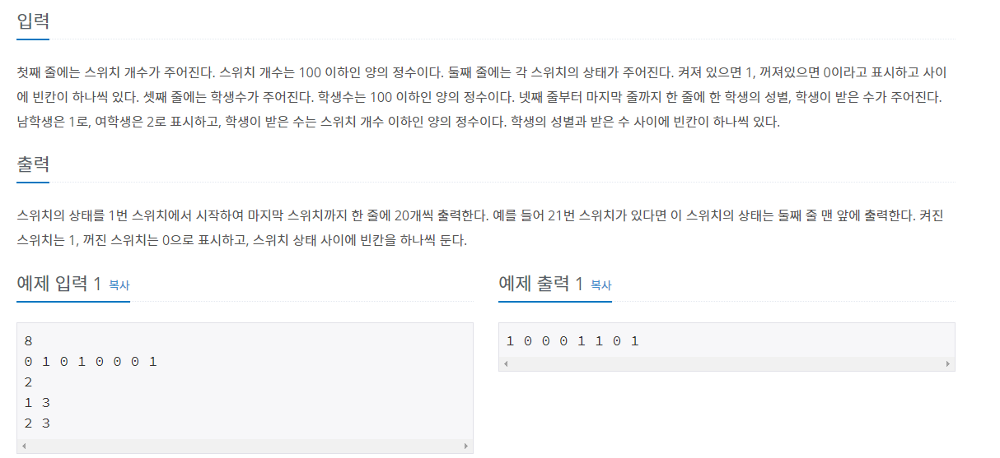 입력
첫째 줄에는 스위치 개수가 주어진다. 스위치 개수는 100 이하인 양의 정수이다. 둘째 줄에는 각 스위치의 상태가 주어진다. 켜져 있으면 1, 꺼져있으면 0이라고 표시하고 사이
에 빈칸이 하나씩 있다. 셋째 줄에는 학생수가 주어진다. 학생수는 100 이하인 양의 정수이다. 넷째 줄부터 마지막 줄까지 한 줄에 한 학생의 성별, 학생이 받은 수가 주어진다.
남학생은 1로, 여학생은 2로 표시하고, 학생이 받은 수는 스위치 개수 이하인 양의 정수이다. 학생의 성별과 받은 수 사이에 빈칸이 하나씩 있다.
출력
스위치의 상태를 1번 스위치에서 시작하여 마지막 스위치까지 한 줄에 20개씩 출력한다. 예를 들어 21번 스위치가 있다면 이 스위치의 상태는 둘째 줄 맨 앞에 출력한다. 켜진
스위치는 1, 꺼진 스위치는 0으로 표시하고, 스위치 상태 사이에 빈칸을 하나씩 둔다.
예제 입력 1 복사
8
0 1 0 1 0 0 0 1
2
1 3
2 3
예제 출력 1 복사
1 0 0 0 1 1 0 1